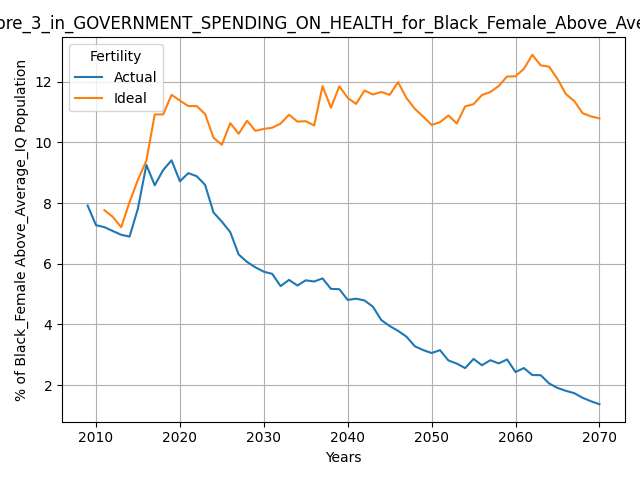 ore_3_in_GOVERNMENT_SPENDING_ON_HEALTH_for_Black_Female_Above_Ave
Fertility
Actual
Ideal
% of Black_Female Above_Average_IQ Population
12
10
8
6
4
2
2010 2020 2030 2040 2050 2060 2070
Years